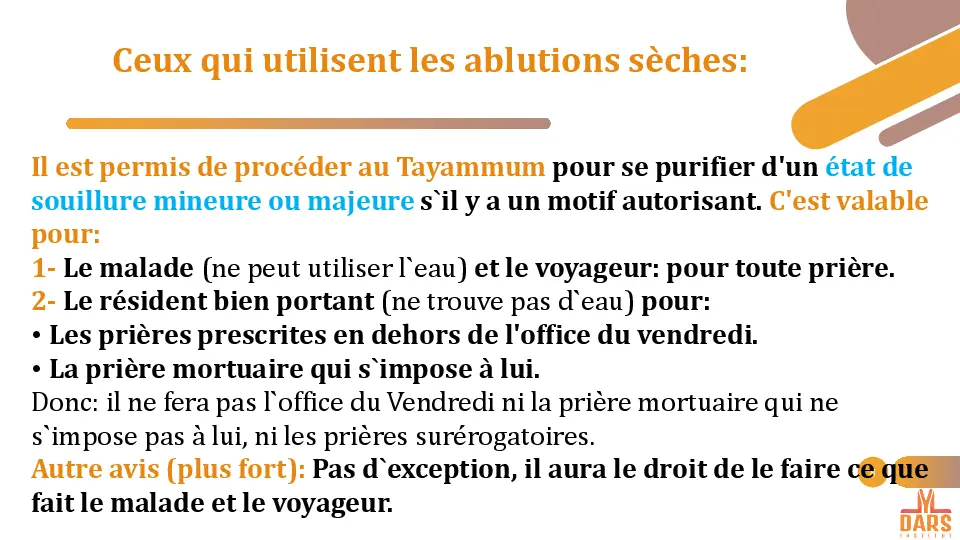 Ceux qui utilisent les ablutions sèches:
Il est permis de procéder au Tayammum pour se purifier d'un état de
souillure mineure ou majeure s`il y a un motif autorisant. C'est valable
pour:
1- Le malade (ne peut utiliser l`eau) et le voyageur: pour toute prière.
2- Le résident bien portant (ne trouve pas d`eau) pour:
• Les prières prescrites en dehors de l'office du vendredi.
• La prière mortuaire qui s`impose à lui.
Donc: il ne fera pas l`office du Vendredi ni la prière mortuaire qui ne
s`impose pas à lui, ni les prières surérogatoires.
Autre avis (plus fort): Pas d`exception, il aura le droit de le faire ce que
fait le malade et le voyageur.
DARS